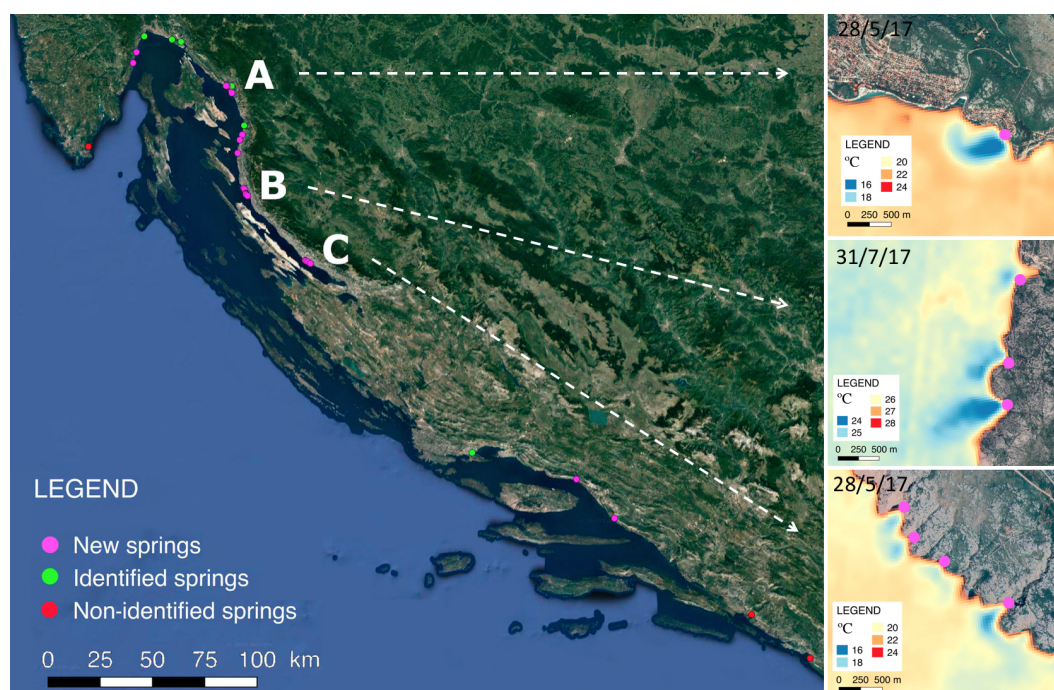 A
B
C
LEGEND
New springs
Identified springs
Non-identified springs
0 25 50 75 100 km
28/5/17
LEGEND
ºC
20
22
16
24
18
0 250 500 m
31/7/17
LEGEND
ºC
26
27
24
28
25
0 250 500 m
28/5/17
LEGEND
ºC
20
22
16
24
18
0 250 500 m